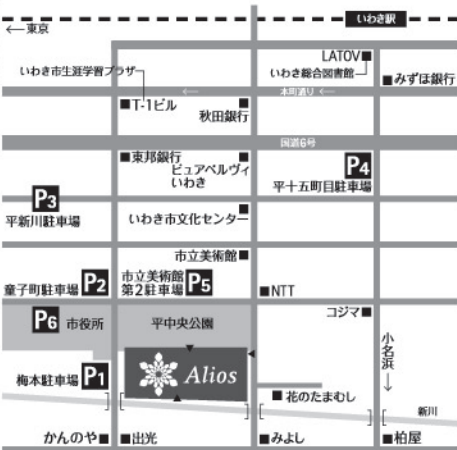 いわき駅
←東京
LATOV■
いわき市生涯学習プラザ
いわき総合図書館
■みずほ銀行
← 本町通り ←
■T-1ビル
秋田銀行
国道6号
■東邦銀行
ピュアベルヴィ
いわき
P4
平十五町目駐車場
P3
平新川駐車場
いわき市文化センター
市立美術館■
童子町駐車場 P2
市立美術館
第2駐車場 P5
■NTT
P6 市役所
平中央公園
コジマ■
小名浜→
梅本駐車場 P1
Alios
■花のたまむし
新川
かんのや■
■出光
■みよし
■柏屋